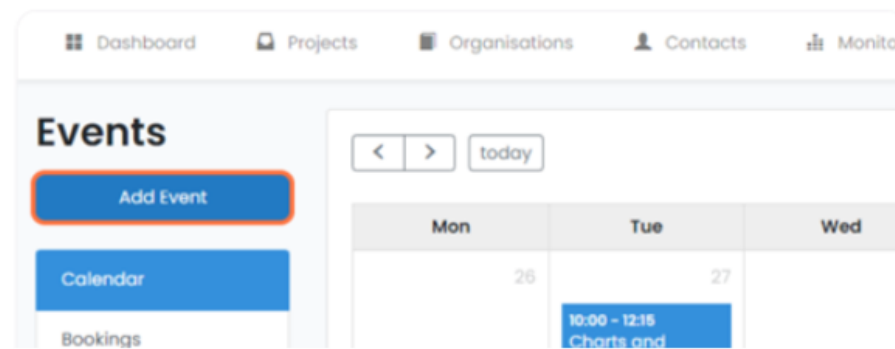 Dashboard Projects Organisations Contacts Monito
Events
< > today
Add Event
Mon Tue Wed
Calendar
26 27
10:00 - 12:15
Charts and
Bookings